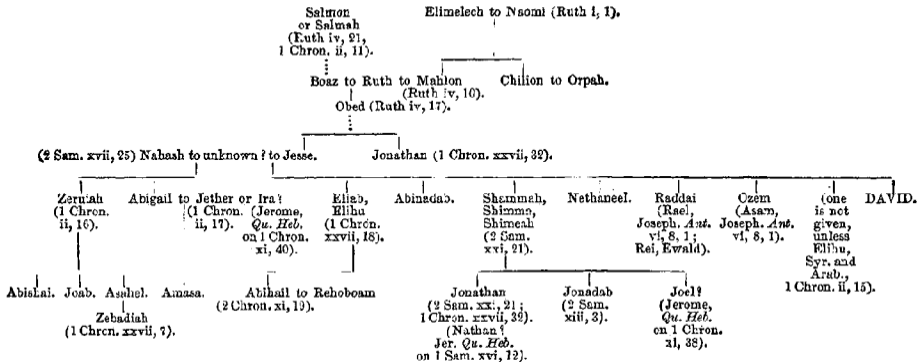 Salmon
or Salmah
(Ruth iv, 21,
1 Chron. ii, 11).
Elimelech to Naomi (Ruth i, 1).
Boaz to Ruth to Mahlon
(Ruth iv, 10).
Chilion to Orpah.
Obed (Ruth iv, 17).
(2 Sam. xvii, 25) Nahash to unknown? to Jesse.
Jonathan (1 Chron. xxvii, 32).
Zeruiah
(1 Chron.
ii, 16).
Abigail to Jether or Ira?
(1 Chron.
ii, 17).
(Jerome,
Qu. Heb.
on 1 Chron.
xi, 40).
Eliab,
Elihu
(1 Chron.
xxvii, 18).
Abinadab.
Shammah,
Shimma,
Shimeah
(2 Sam.
xxi, 21).
Nethaneel.
Raddai
(Rael,
Joseph. Ant.
vi, 8, 1;
Rei, Ewald).
Ozem
(Asam,
Joseph. Ant.
vi, 8, 1).
(one
is not
given,
unless
Elihu,
Syr. and
Arab.,
1 Chron. ii, 15).
DAVID.
Abishai.
Joab.
Asahel.
Amasa.
Zebadiah
(1 Chron. xxvii, 7).
Abihail to Rehoboam
(2 Chron. xi, 19).
Jonathan
(2 Sam. xxi, 21;
1 Chron. xxvii, 32)
(Nathan?
Jer. Qu. Heb.
on 1 Sam. xvi, 12).
Jonadab
(2 Sam.
xiii, 3).
Joel?
(Jerome,
Qu. Heb.
on 1 Chron.
xi, 38).